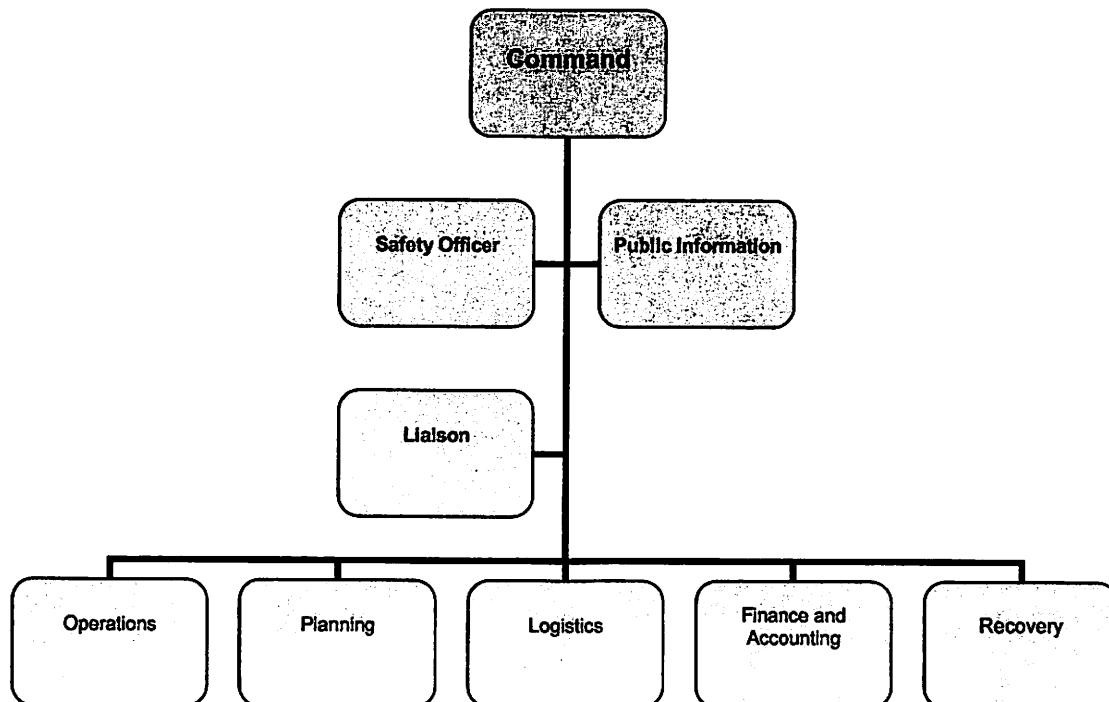 Command
Safety Officer
Public Information
Liaison
Operations
Planning
Logistics
Finance and
Accounting
Recovery